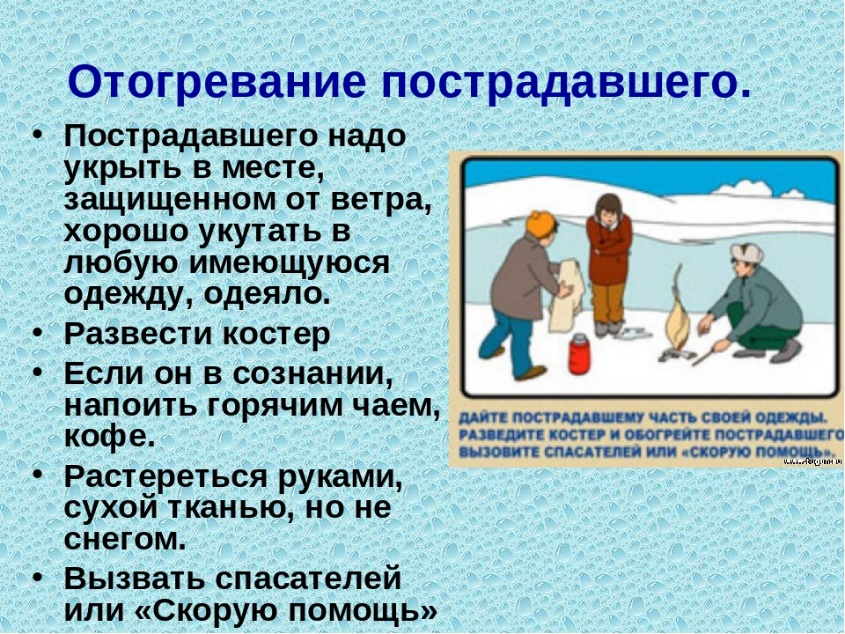 Отогревание пострадавшего.
• Пострадавшего надо
укрыть в месте,
защищенном от ветра,
хорошо укутать в
любую имеющуюся
одежду, одеяло.
• Развести костер
• Если он в сознании,
напоить горячим чаем,
кофе.
• Растереться руками,
сухой тканью, но не
снегом.
• Вызвать спасателей
или «Скорую помощь»
ДАЙТЕ ПОСТРАДАВШЕМУ ЧАСТЬ СВОЕЙ ОДЕЖДЫ.
РАЗВЕДИТЕ КОСТЕР И ОБОГРЕЙТЕ ПОСТРАДАВШЕГО
ВЫЗОВИТЕ СПАСАТЕЛЕЙ ИЛИ «СКОРУЮ ПОМОЩЬ».